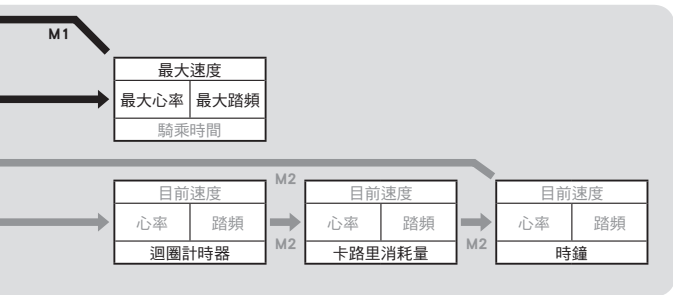 M1
最大速度
最大心率 最大踏頻
騎乘時間
M2
目前速度 目前速度 目前速度
心率 踏頻 心率 踏頻 心率 踏頻
M2 M2
迴圈計時器 卡路里消耗量 時鐘